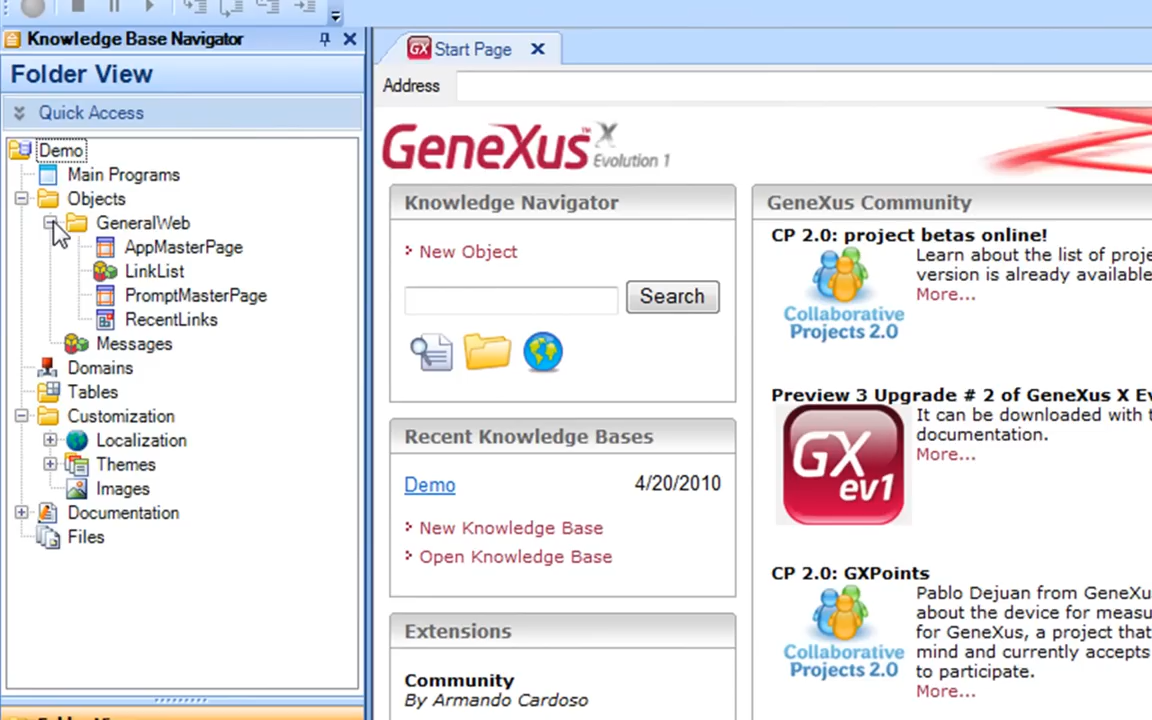 Knowledge Base Navigator
Folder View
Quick Access
Demo
Main Programs
Objects
GeneralWeb
AppMasterPage
LinkList
PromptMasterPage
RecentLinks
Messages
Domains
Tables
Customization
Localization
Themes
Images
Documentation
Files
GX Start Page
Address
GeneXus™ X
Evolution 1
Knowledge Navigator
New Object
Search
Recent Knowledge Bases
Demo 4/20/2010
New Knowledge Base
Open Knowledge Base
Extensions
Community
By Armando Cardoso
GeneXus Community
CP 2.0: project betas online!
Learn about the list of proje
version is already available
More...
Collaborative
Projects 2.0
Preview 3 Upgrade # 2 of GeneXus X Ev
It can be downloaded with t
documentation.
More...
GX
ev1
CP 2.0: GXPoints
Pablo Dejuan from GeneXu
about the device for measu
for GeneXus, a project that
mind and currently accepts
to participate.
More...
Collaborative
Projects 2.0